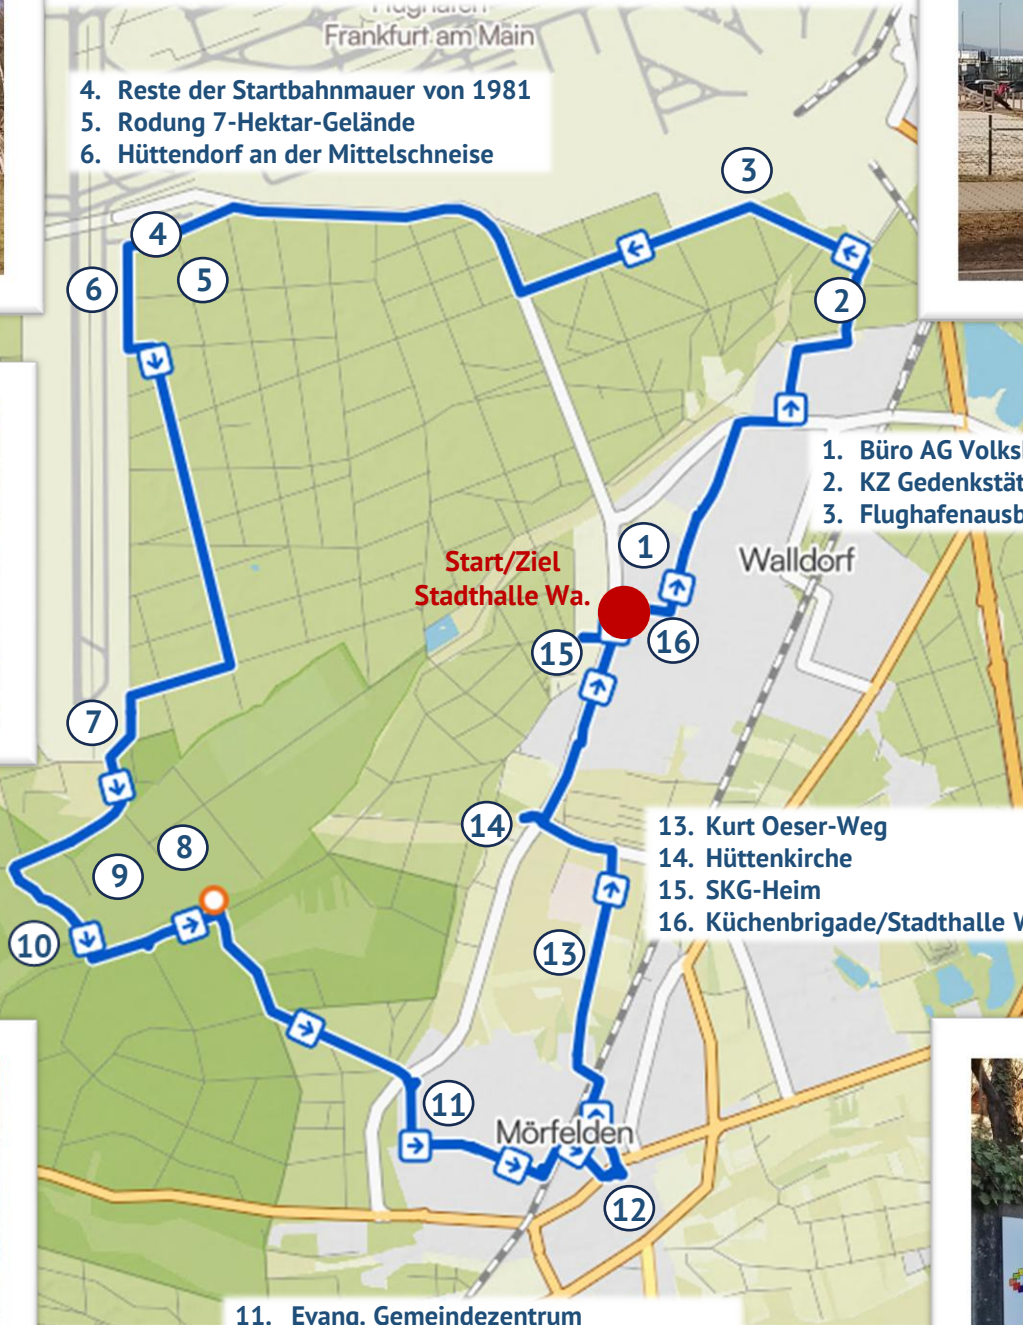 Frankfurt am Main
4. Reste der Startbahnmauer von 1981
5. Rodung 7-Hektar-Gelände
6. Hüttendorf an der Mittelschneise
3
4
5
6
2
1. Büro AG
2. KZ
3.
1
Walldorf
Start/Ziel
Stadthalle Wa.
15
16
7
14
13. Kurt Oeser-Weg
14. Hüttenkirche
15. SKG-Heim
16. Küchenbrigade/Stadthalle
8
9
10
13
11
Mörfelden
12
11. Evang. Gemeindezentrum